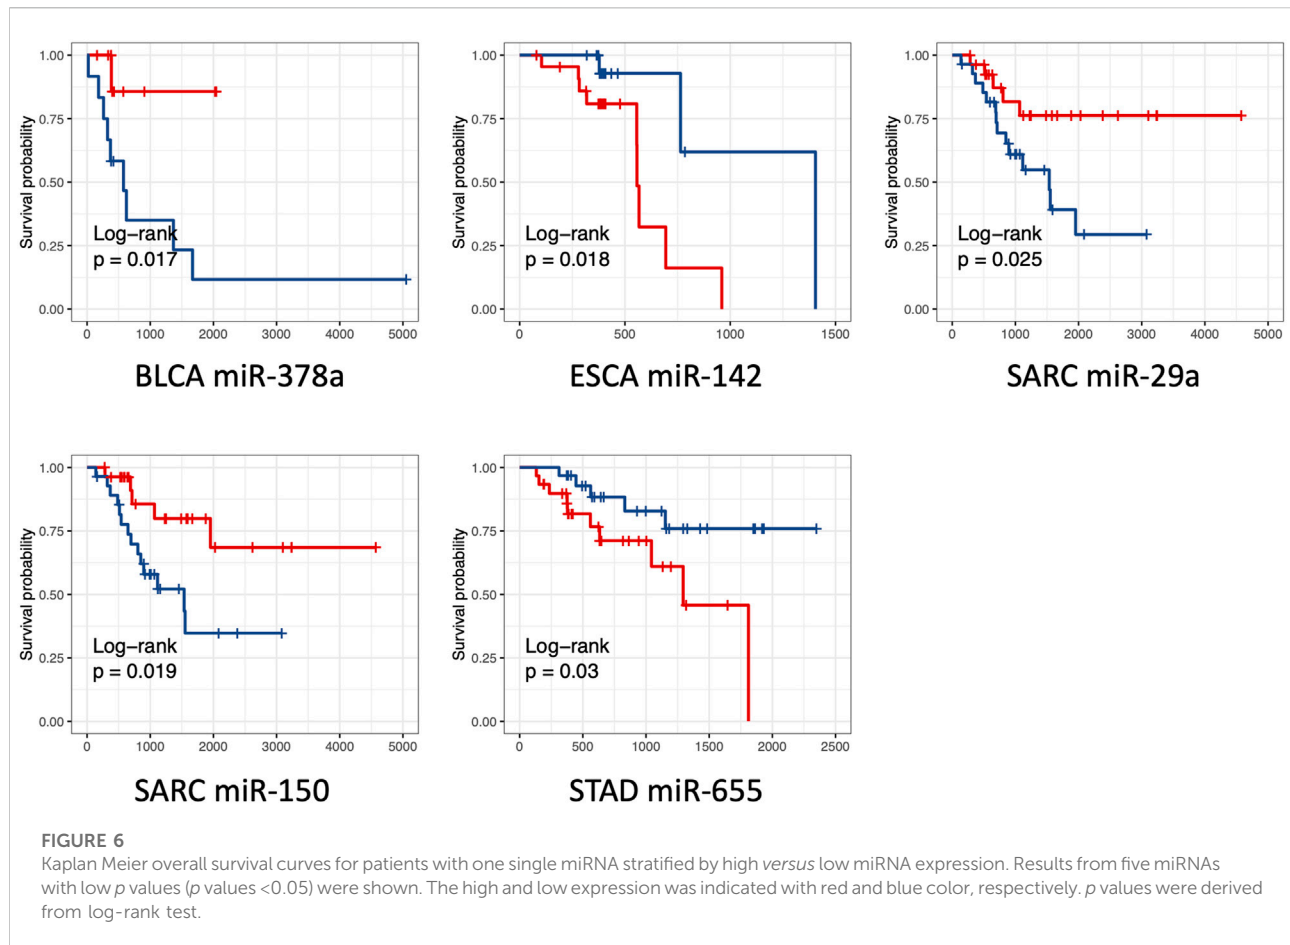 1.00
0.75
0.50
0.25
0.00
Survival probability
Log−rank
p = 0.017
0 1000 2000 3000 4000 5000
BLCA miR-378a
1.00
0.75
0.50
0.25
0.00
Survival probability
Log−rank
p = 0.018
0 500 1000 1500
ESCA miR-142
1.00
0.75
0.50
0.25
0.00
Survival probability
Log−rank
p = 0.025
0 1000 2000 3000 4000 5000
SARC miR-29a
1.00
0.75
0.50
0.25
0.00
Survival probability
Log−rank
p = 0.019
0 1000 2000 3000 4000 5000
SARC miR-150
1.00
0.75
0.50
0.25
0.00
Survival probability
Log−rank
p = 0.03
0 500 1000 1500 2000 2500
STAD miR-655
FIGURE 6
Kaplan Meier overall survival curves for patients with one single miRNA stratified by high versus low miRNA expression. Results from five miRNAs
with low p values (p values <0.05) were shown. The high and low expression was indicated with red and blue color, respectively. p values were derived
from log-rank test.